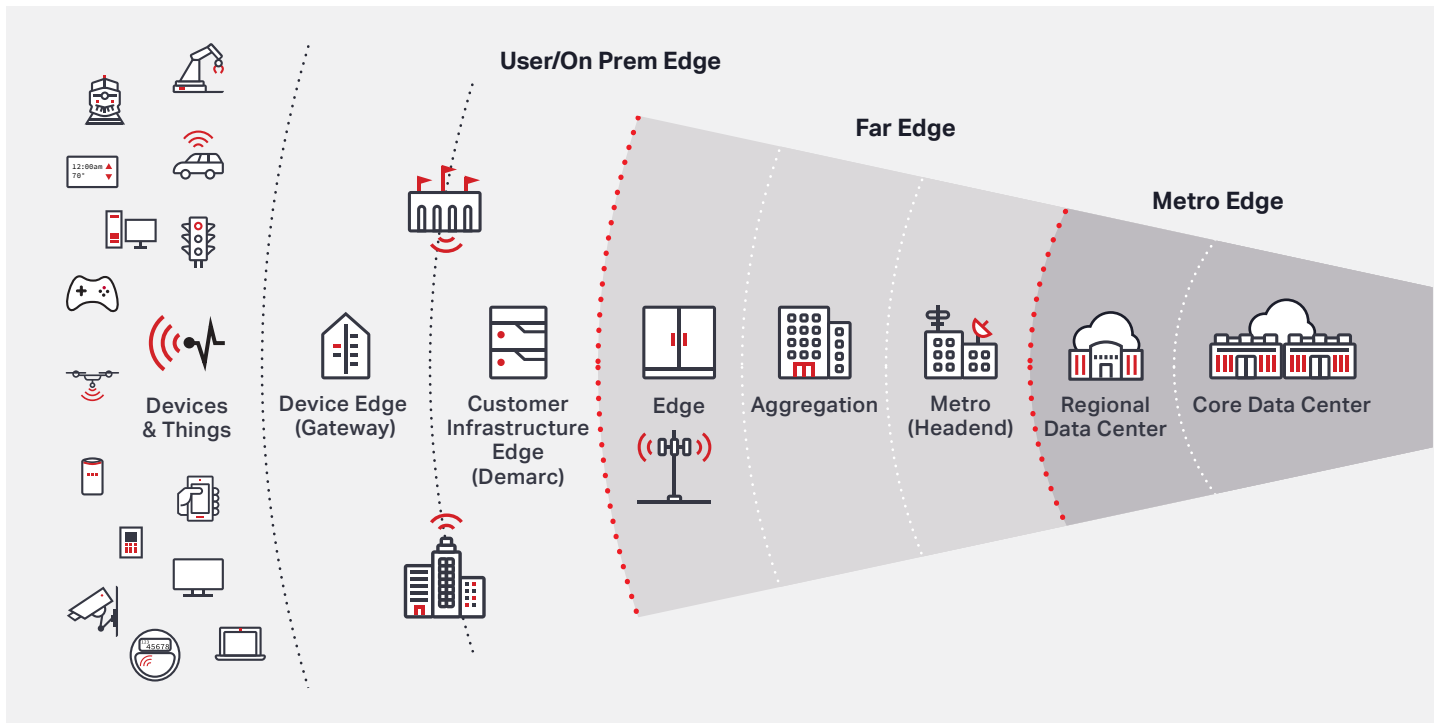 User/On Prem Edge
Far Edge
Metro Edge
12:00am
70°
Devices
& Things
Device Edge
(Gateway)
Customer
Infrastructure
Edge
(Demarc)
Edge
Aggregation
Metro
(Headend)
Regional
Data Center
Core Data Center
45678